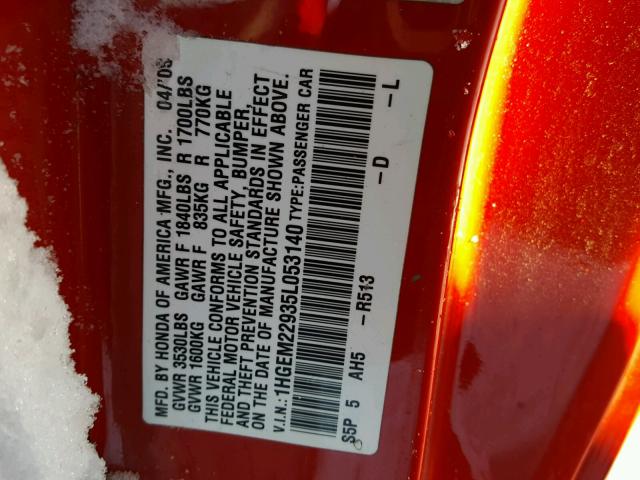 MFD. BY HONDA OF AMERICA MFG., INC. 04/'03
GVWR 3530LBS GAWR F 1840LBS R 1700LBS
GVWR 1600KG GAWR F 835KG R 770KG
THIS VEHICLE CONFORMS TO ALL APPLICABLE
FEDERAL MOTOR VEHICLE SAFETY, BUMPER,
AND THEFT PREVENTION STANDARDS IN EFFECT
ON THE DATE OF MANUFACTURE SHOWN ABOVE.
V.I.N.:1HGEM22935L053140 TYPE:PASSENGER CAR
S5P 5 AH5 -R513 -D -L